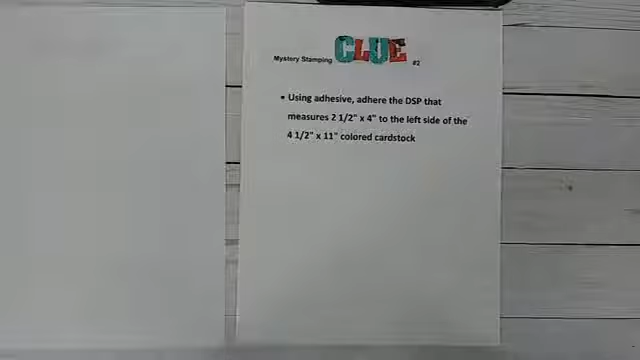 Mystery Stamping CLUE #2
• Using adhesive, adhere the DSP that
measures 2 1/2" x 4" to the left side of the
4 1/2" x 11" colored cardstock